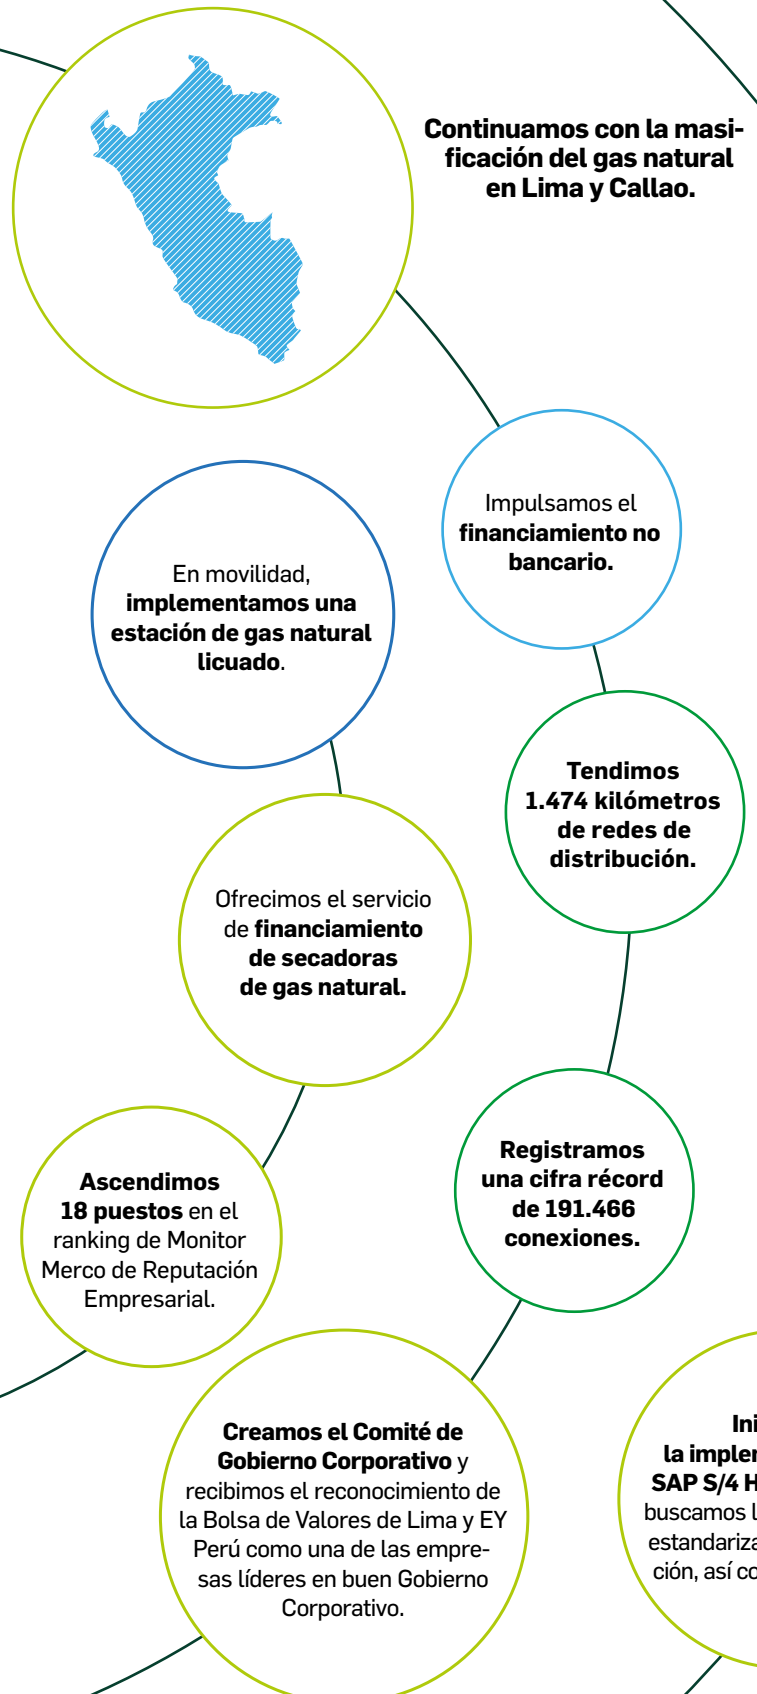 Continuamos con la masi-
ficación del gas natural
en Lima y Callao.
Impulsamos el
financiamiento no
bancario.
En movilidad,
implementamos una
estación de gas natural
licuado.
Tendimos
1.474 kilómetros
de redes de
distribución.
Ofrecimos el servicio
de financiamiento
de secadoras
de gas natural.
Registramos
una cifra récord
de 191.466
conexiones.
Ascendimos
18 puestos en el
ranking de Monitor
Merco de Reputación
Empresarial.
Creamos el Comité de
Gobierno Corporativo y
recibimos el reconocimiento de
la Bolsa de Valores de Lima y EY
Perú como una de las empre-
sas líderes en buen Gobierno
Corporativo.
la
SAP S/4
buscamos
ción, así